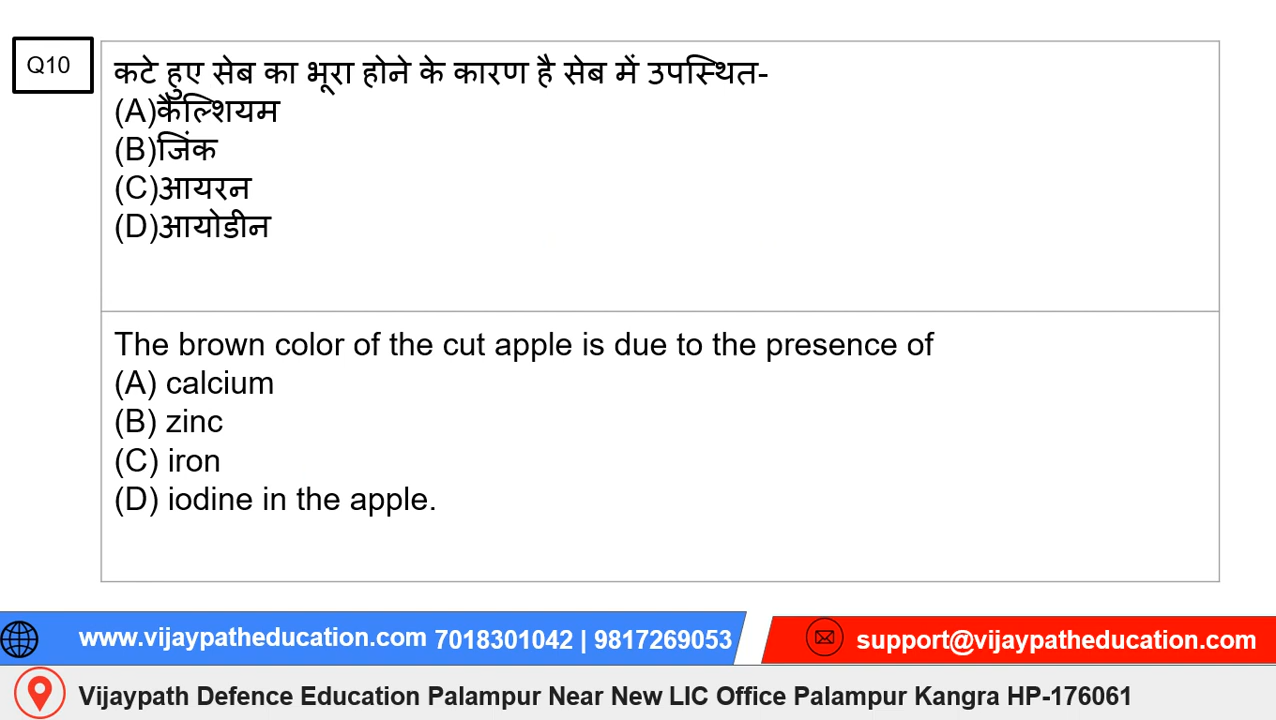 Q10
कटे हुए सेब का भूरा होने के कारण है सेब में उपस्थित-
(A)कैल्शियम
(B)जिंक
(C)आयरन
(D)आयोडीन
The brown color of the cut apple is due to the presence of
(A) calcium
(B) zinc
(C) iron
(D) iodine in the apple.
www.vijaypatheducation.com 7018301042 | 9817269053
support@vijaypatheducation.com
Vijaypath Defence Education Palampur Near New LIC Office Palampur Kangra HP-176061